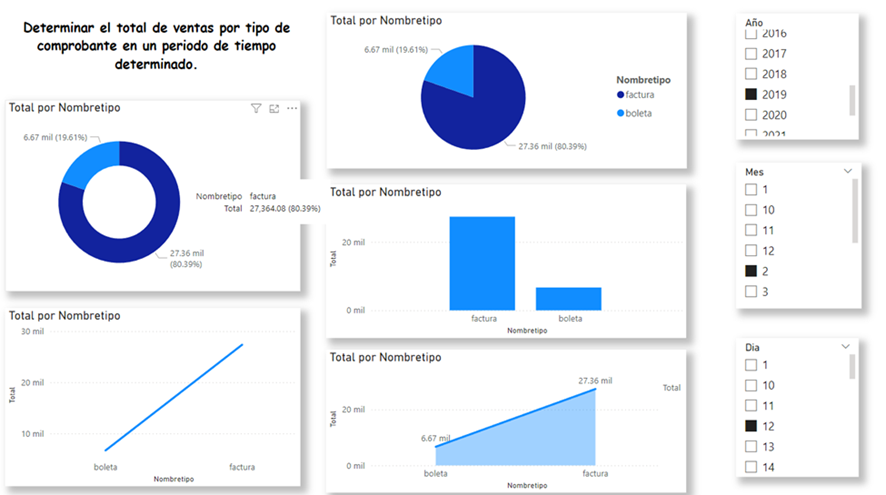 Determinar el total de ventas por tipo de
comprobante en un periodo de tiempo
determinado.
Total por Nombretipo
6.67 mil (19.61%)
Nombretipo factura
Total 27,364.08 (80.39%)
27.36 mil
(80.39%)
Total por Nombretipo
30 mil
20 mil
10 mil
Total
boleta
factura
Nombretipo
Total por Nombretipo
6.67 mil (19.61%)
27.36 mil (80.39%)
Nombretipo
factura
boleta
Total por Nombretipo
20 mil
0 mil
Total
factura
boleta
Nombretipo
Total por Nombretipo
27.36 mil
Total
20 mil
6.67 mil
0 mil
Total
boleta
factura
Nombretipo
Año
2016
2017
2018
2019
2020
2021
Mes
1
10
11
12
2
3
Dia
1
10
11
12
13
14